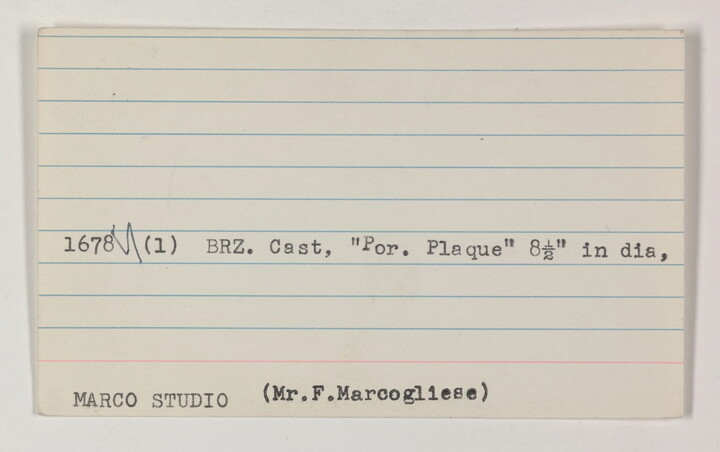 1678 (1) BRZ. Cast, "Por. Plaque" 8½" in dia,
MARCO STUDIO (Mr.F.Marcogliese)